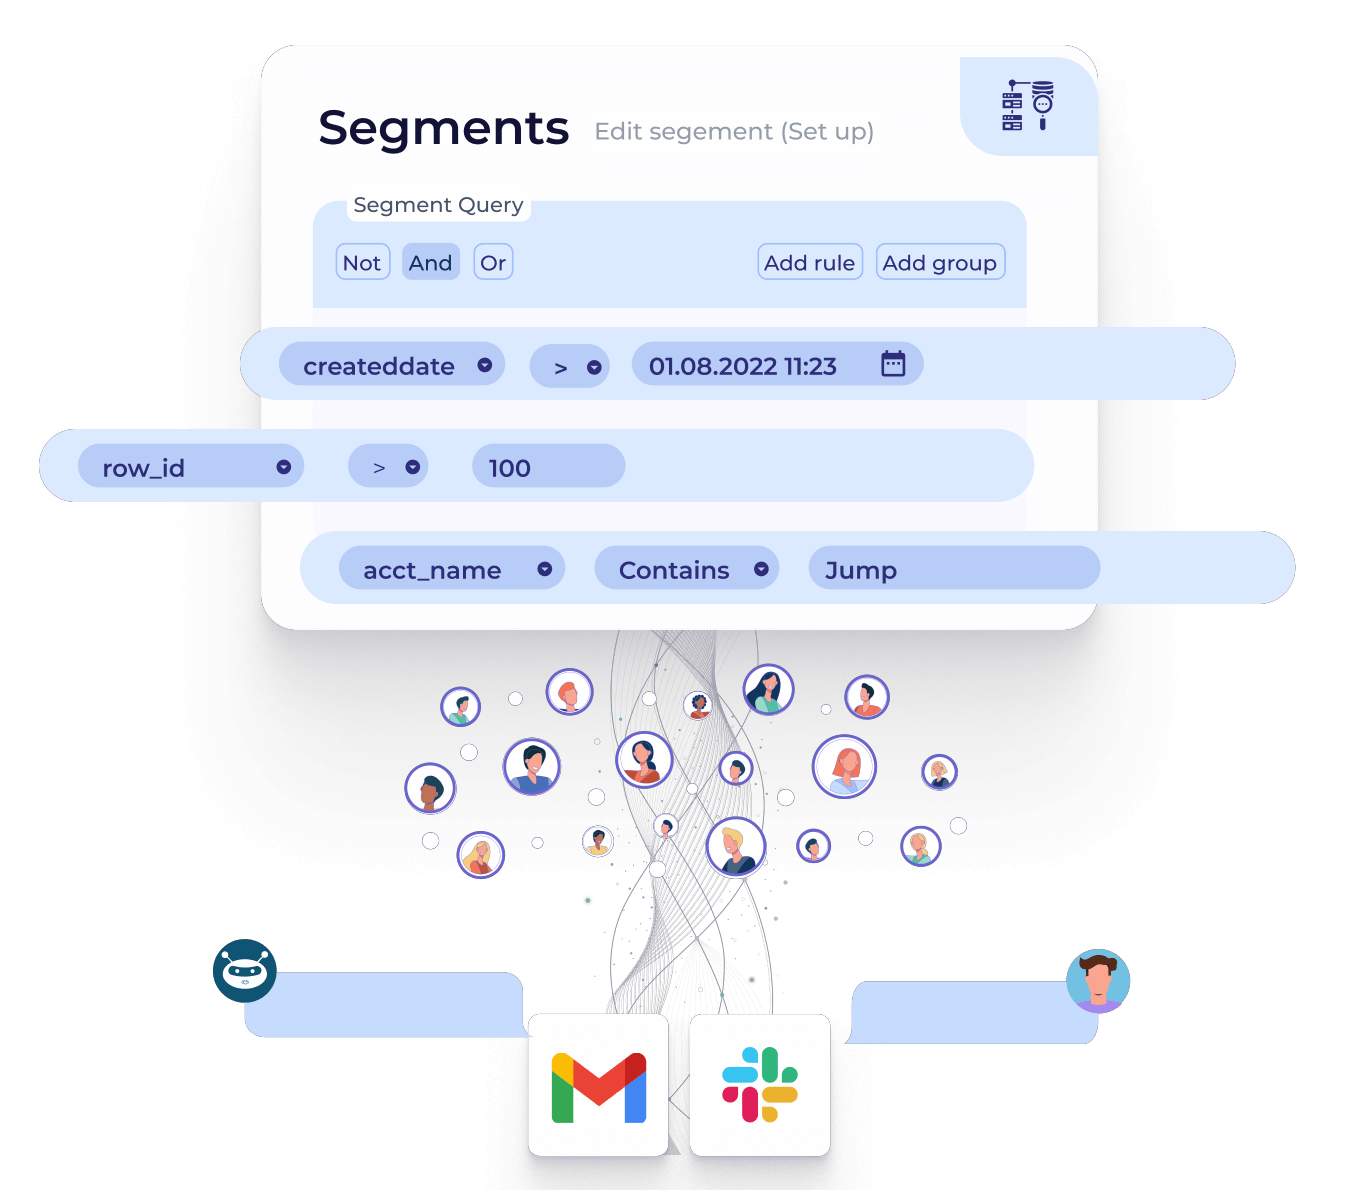 Segments Edit segement (Set up)
Segment Query
Not And Or Add rule Add group
createddate > 01.08.2022 11:23
row_id > 100
acct_name Contains Jump